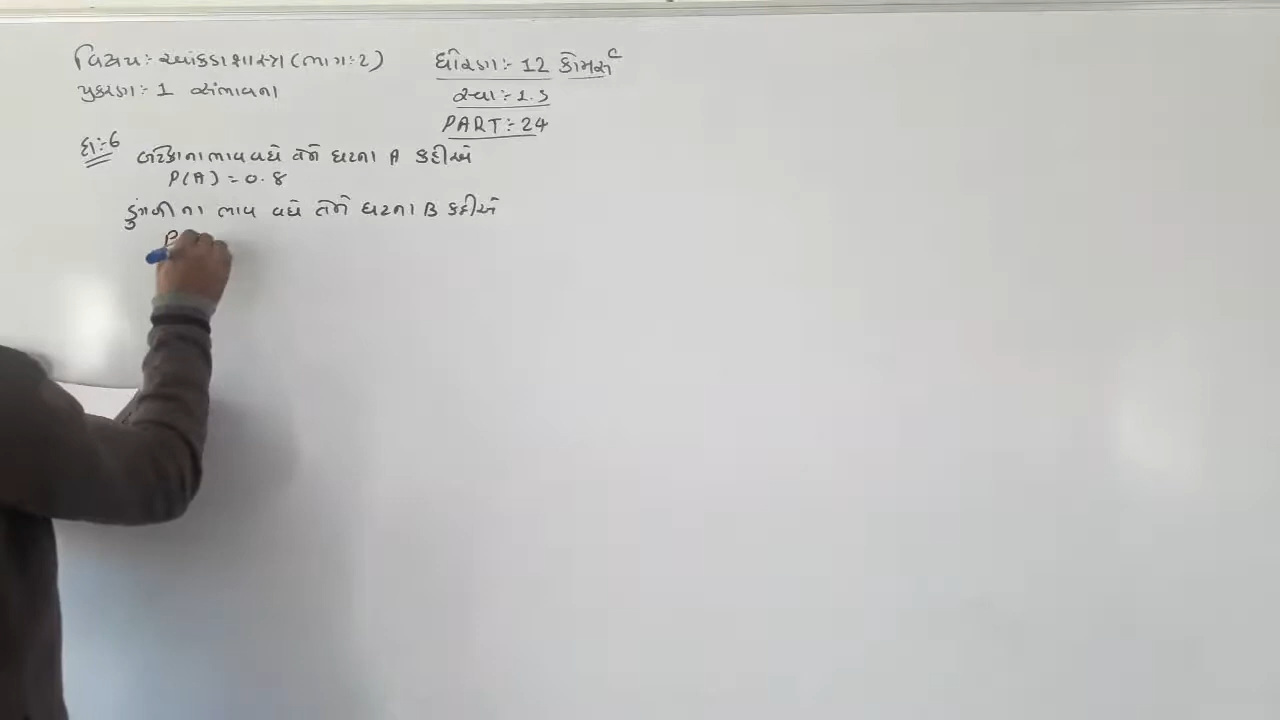 વિષય:- આંકડાશાસ્ત્ર (ભાગ:2)
પ્રકરણ:- 1 સંભાવના
ધોરણ:- 12 કોમર્સ
સ્વા:- 1.3
PART:- 24
દા:-6 બટેકાના ભાવ વધે તેને ઘટના A કહીએ
P(A) = 0.8
ડુંગળીના ભાવ વધે તેને ઘટના B કહીએ
P